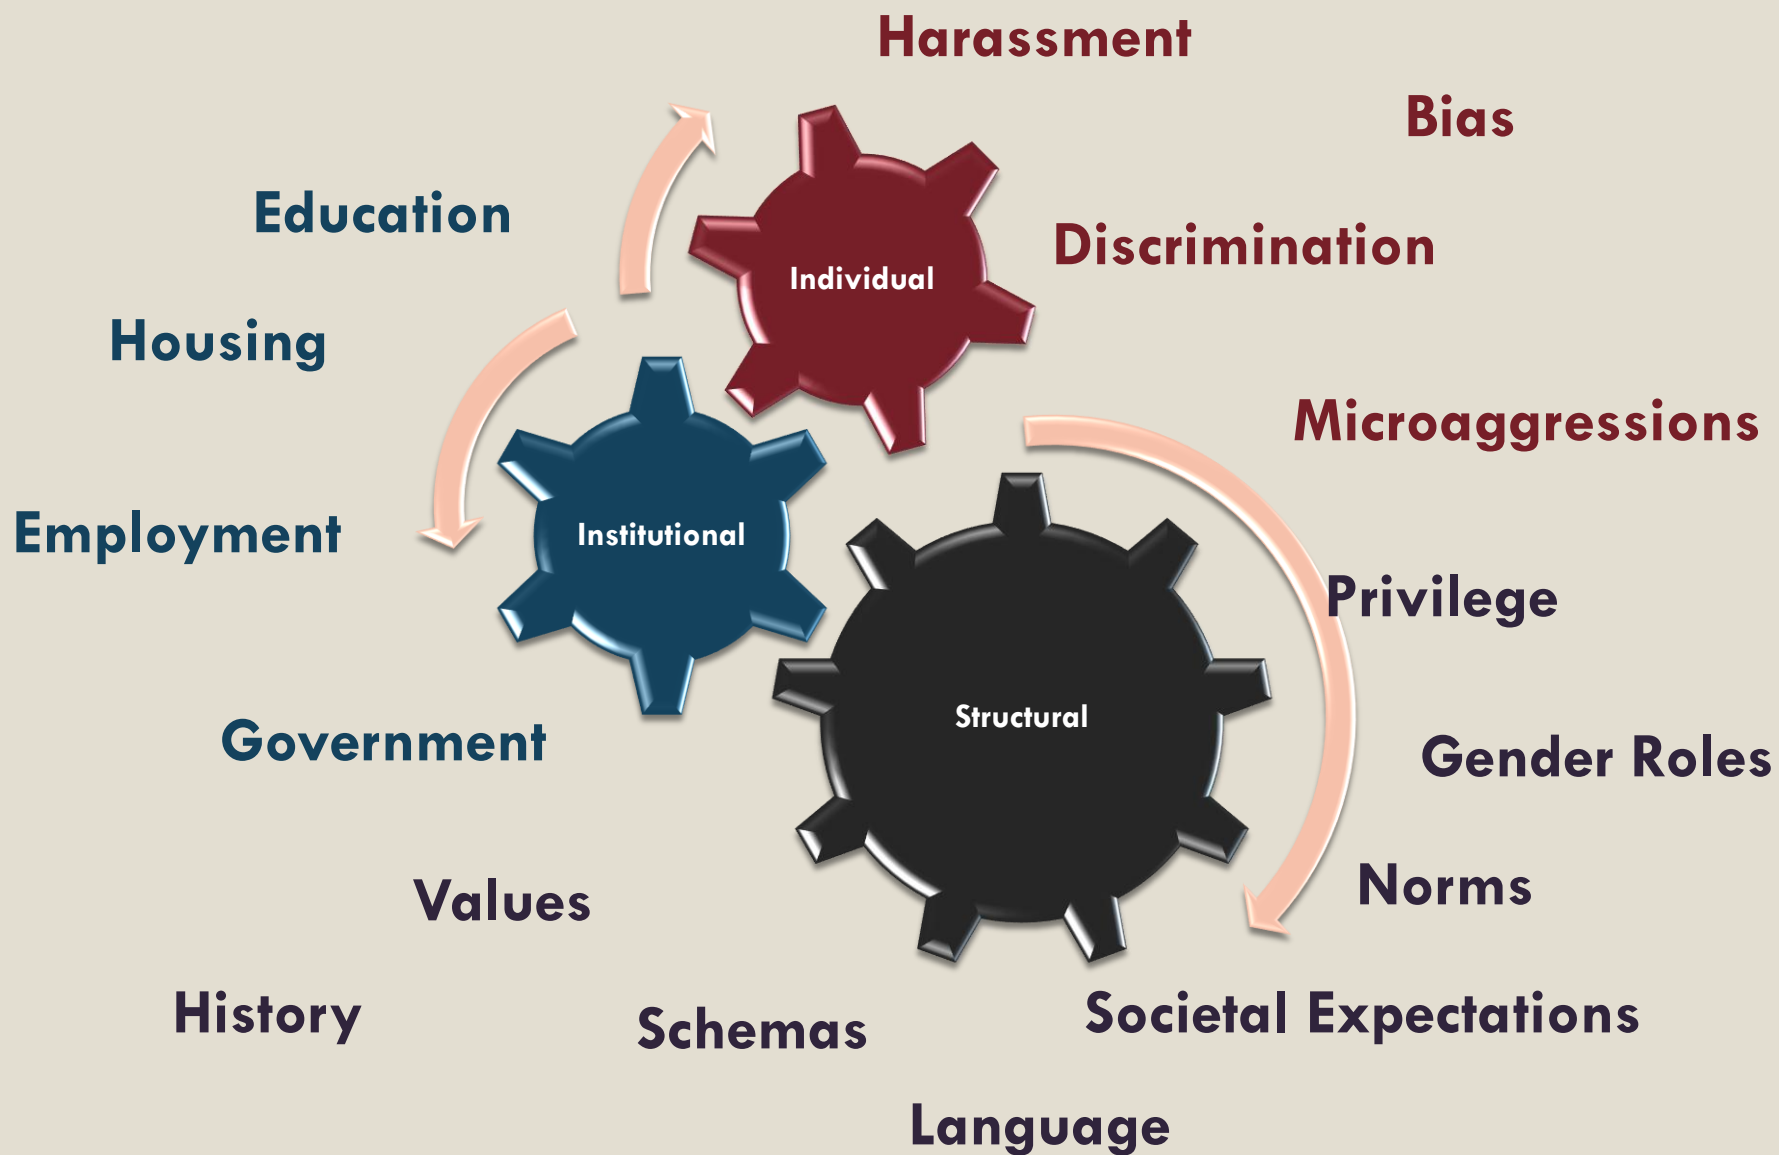 Harassment
Bias
Education
Discrimination
Individual
Housing
Microaggressions
Employment
Institutional
Privilege
Structural
Government
Gender Roles
Values
Norms
History
Schemas
Societal Expectations
Language